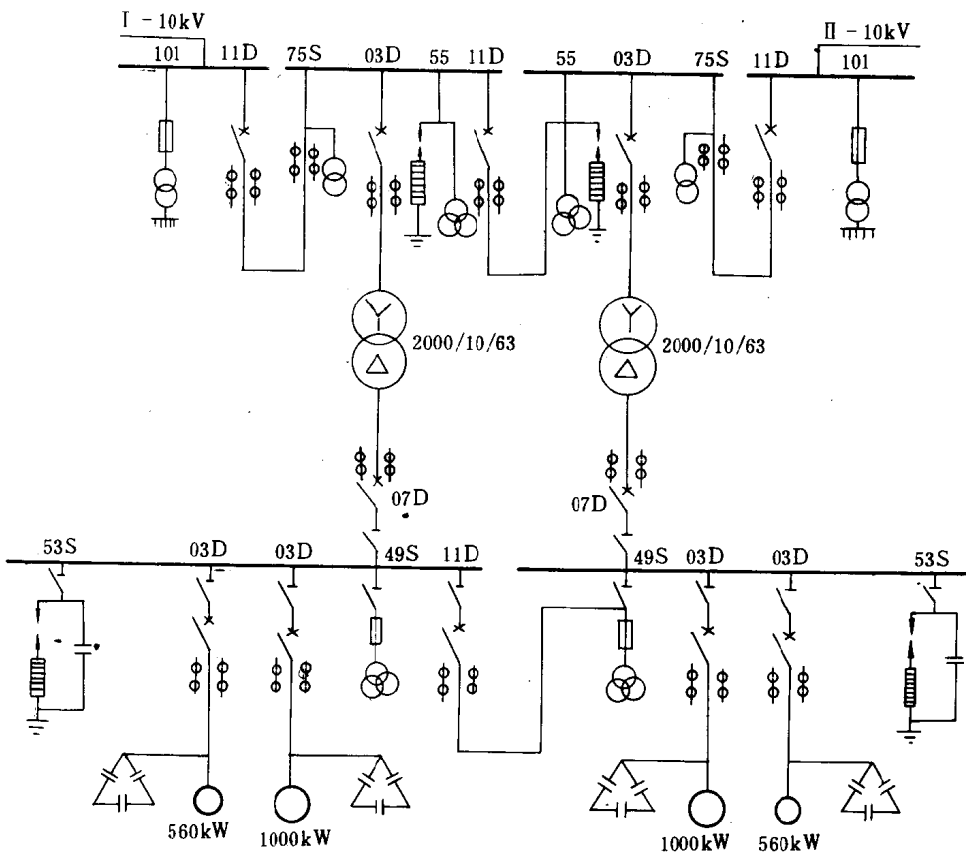 I - 10kV
II - 10kV
101 11D 75S 03D 55 11D 55 03D 75S 11D 101
2000/10/63 2000/10/63
07D 07D
53S 03D 03D 49S 11D 49S 03D 03D 53S
560kW 1000kW 1000kW 560kW